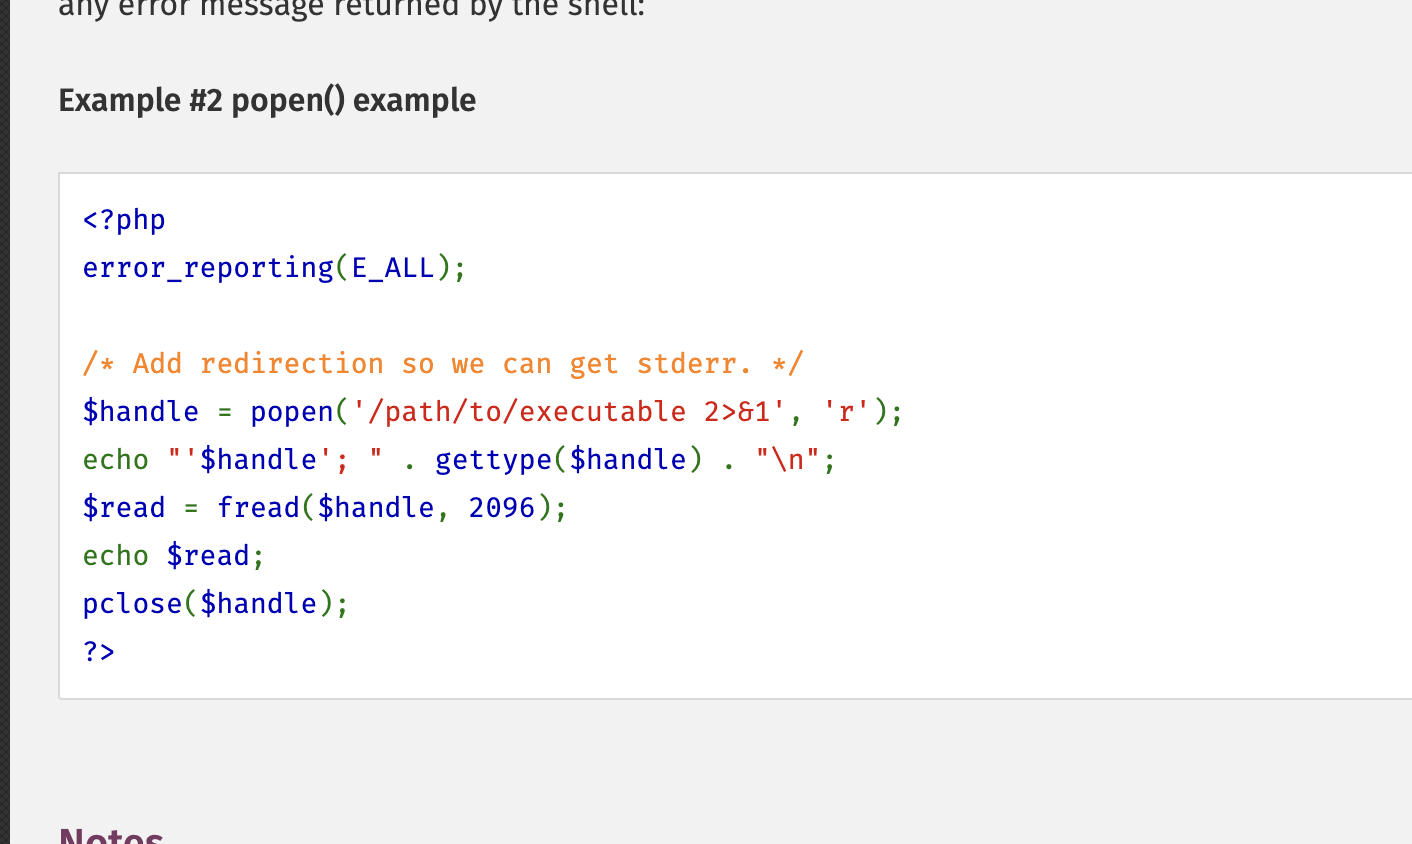 any error message returned by the shell:
Example #2 popen() example
<?php
error_reporting(E_ALL);
/* Add redirection so we can get stderr. */
$handle = popen('/path/to/executable 2>&1', 'r');
echo "'$handle'; " . gettype($handle) . "\n";
$read = fread($handle, 2096);
echo $read;
pclose($handle);
?>
Notes